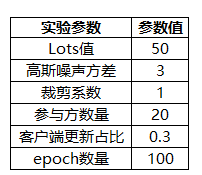 实验参数 参数值
Lots值 50
高斯噪声方差 3
裁剪系数 1
参与方数量 20
客户端更新占比 0.3
epoch数量 100